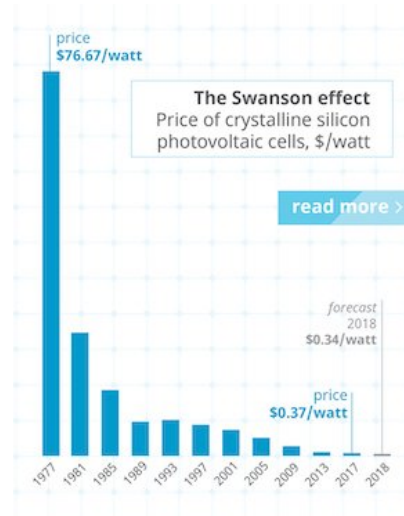 price
$76.67/watt
The Swanson effect
Price of crystalline silicon
photovoltaic cells, $/watt
read more >
forecast
2018
$0.34/watt
price
$0.37/watt
1977 1981 1985 1989 1993 1997 2001 2005 2009 2013 2017 2018